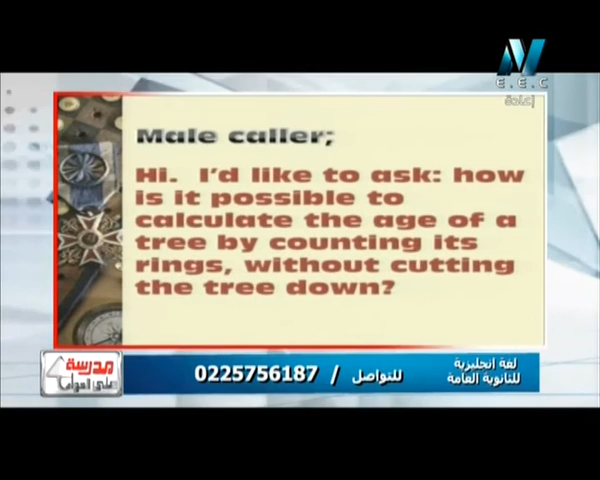 E.E.C
إعادة
Male caller;
Hi. I'd like to ask: how
is it possible to
calculate the age of a
tree by counting its
rings, without cutting
the tree down?
لغة إنجليزية
للثانوية العامة
للتواصل / 0225756187
مدرسة
على الهواء